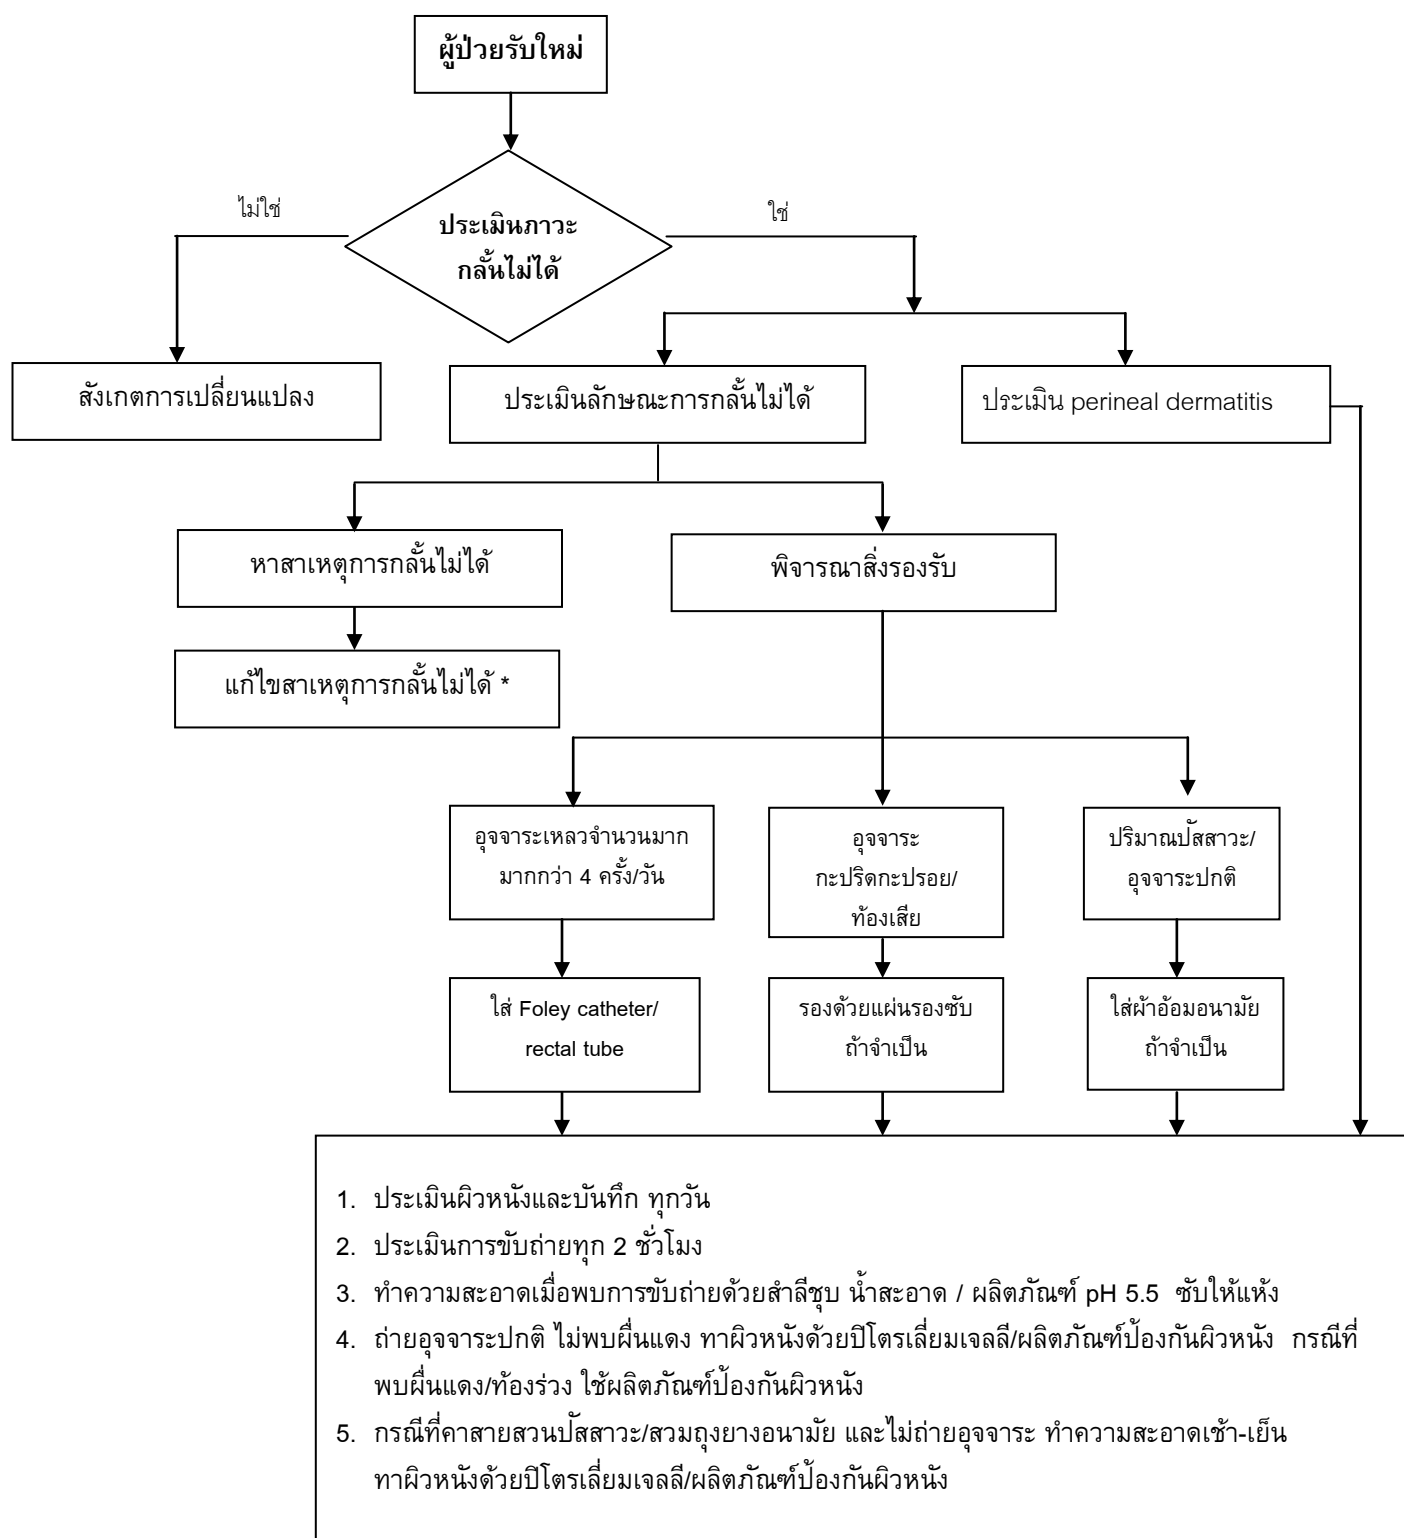 ผู้ป่วยรับใหม่
ไม่ใช่
ใช่
ประเมินภาวะ
กลั้นไม่ได้
สังเกตการเปลี่ยนแปลง
ประเมินลักษณะการกลั้นไม่ได้
ประเมิน perineal dermatitis
หาสาเหตุการกลั้นไม่ได้
พิจารณาสิ่งรองรับ
แก้ไขสาเหตุการกลั้นไม่ได้ *
อุจจาระเหลวจำนวนมาก
มากกว่า 4 ครั้ง/วัน
อุจจาระ
กะปริดกะปรอย/
ท้องเสีย
ปริมาณปัสสาวะ/
อุจจาระปกติ
ใส่ Foley catheter/
rectal tube
รองด้วยแผ่นรองซับ
ถ้าจำเป็น
ใส่ผ้าอ้อมอนามัย
ถ้าจำเป็น
1. ประเมินผิวหนังและบันทึก ทุกวัน
2. ประเมินการขับถ่ายทุก 2 ชั่วโมง
3. ทำความสะอาดเมื่อพบการขับถ่ายด้วยสำลีชุบ น้ำสะอาด / ผลิตภัณฑ์ pH 5.5 ซับให้แห้ง
4. ถ่ายอุจจาระปกติ ไม่พบผื่นแดง ทาผิวหนังด้วยปิโตรเลี่ยมเจลลี/ผลิตภัณฑ์ป้องกันผิวหนัง กรณีที่
พบผื่นแดง/ท้องร่วง ใช้ผลิตภัณฑ์ป้องกันผิวหนัง
5. กรณีที่คาสายสวนปัสสาวะ/สวมถุงยางอนามัย และไม่ถ่ายอุจจาระ ทำความสะอาดเช้า-เย็น
ทาผิวหนังด้วยปิโตรเลี่ยมเจลลี/ผลิตภัณฑ์ป้องกันผิวหนัง